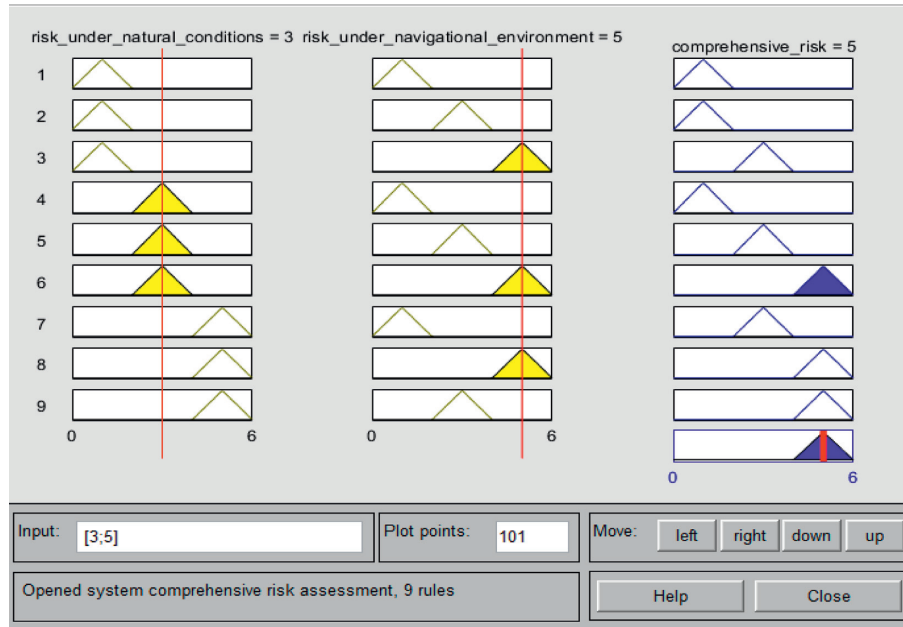 risk_under_natural_conditions = 3 risk_under_navigational_environment = 5
comprehensive_risk = 5
1
2
3
4
5
6
7
8
9
0 6 0 6
0 6
Input: [3;5] Plot points: 101 Move: left right down up
Opened system comprehensive risk assessment, 9 rules Help Close